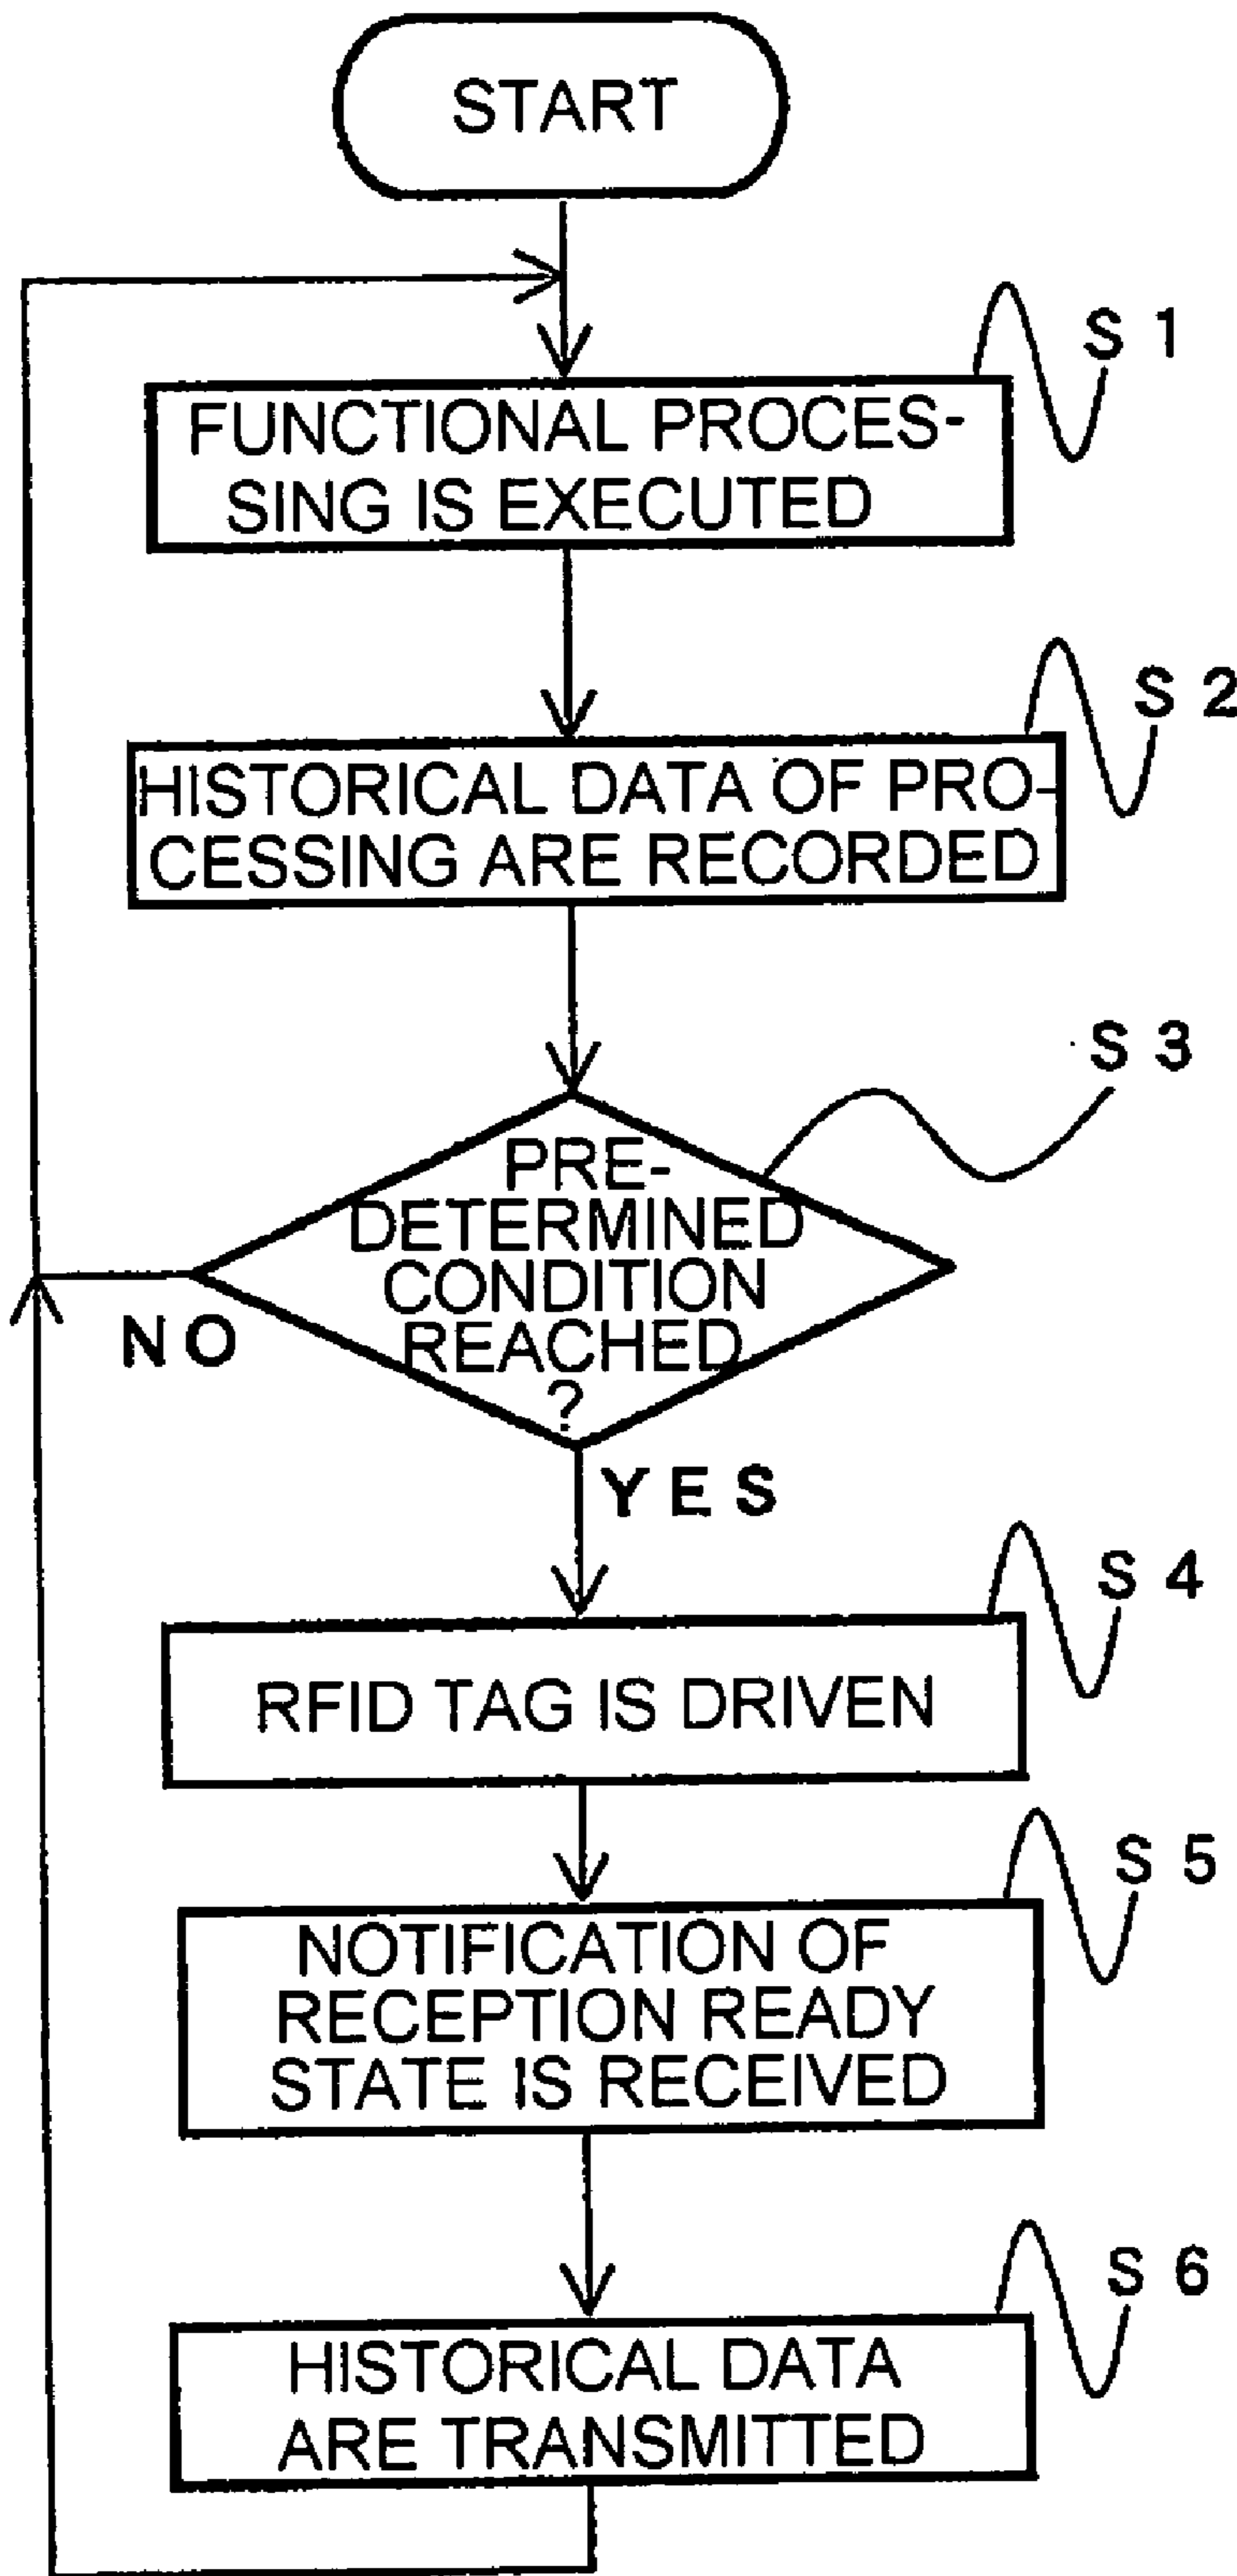 START
S 1
FUNCTIONAL PROCES-
SING IS EXECUTED
S 2
HISTORICAL DATA OF PRO-
CESSING ARE RECORDED
S 3
PRE-
DETERMINED
CONDITION
REACHED
?
NO
YES
S 4
RFID TAG IS DRIVEN
S 5
NOTIFICATION OF
RECEPTION READY
STATE IS RECEIVED
S 6
HISTORICAL DATA
ARE TRANSMITTED